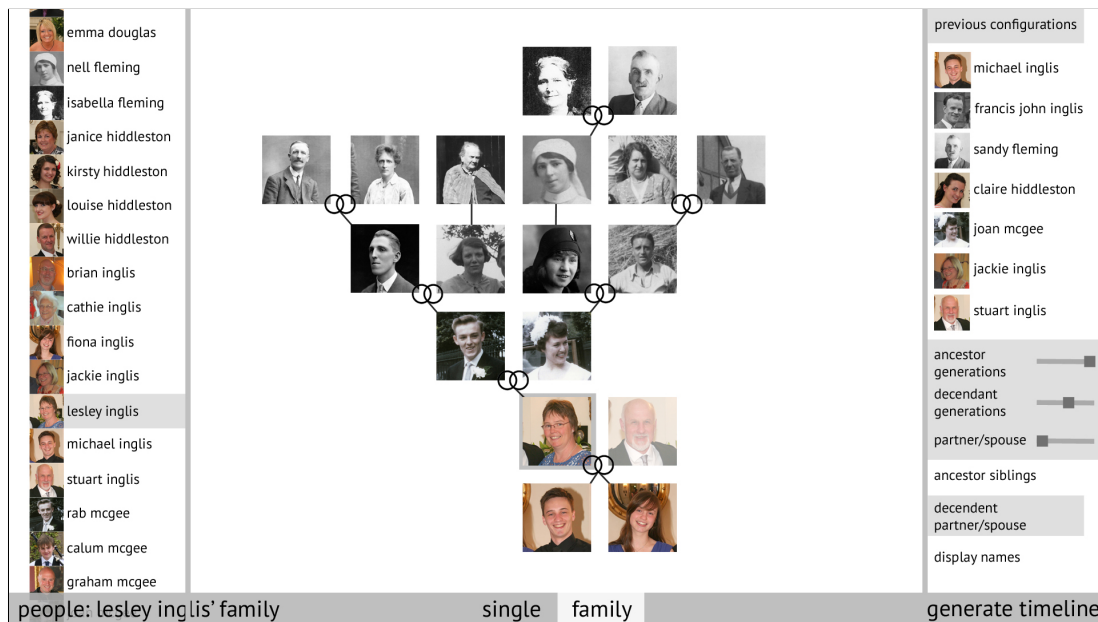 emma douglas
nell fleming
isabella fleming
janice hiddleston
kirsty hiddleston
louise hiddleston
willie hiddleston
brian inglis
cathie inglis
fiona inglis
jackie inglis
lesley inglis
michael inglis
stuart inglis
rab mcgee
calum mcgee
graham mcgee
people: lesley inglis’ family
single
family
previous configurations
michael inglis
francis john inglis
sandy fleming
claire hiddleston
joan mcgee
jackie inglis
stuart inglis
ancestor
generations
decendant
generations
partner/spouse
ancestor siblings
decendent
partner/spouse
display names
generate timeline